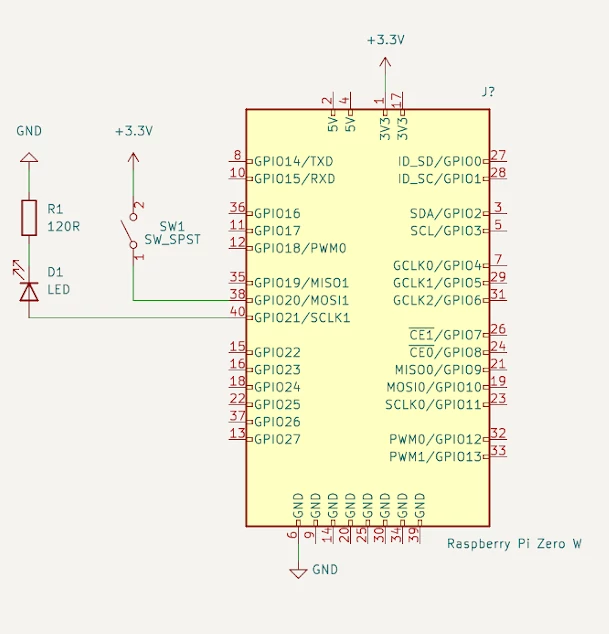 +3.3V
J?
GND
+3.3V
2
4
1
17
5V
5V
3V3
3V3
8
GPIO14/TXD
ID_SD/GPIO0
27
10
GPIO15/RXD
ID_SC/GPIO1
28
R1
120R
2
SW1
SW_SPST
1
36
GPIO16
SDA/GPIO2
3
11
GPIO17
SCL/GPIO3
5
12
GPIO18/PWM0
GCLK0/GPIO4
7
D1
LED
35
GPIO19/MISO1
GCLK1/GPIO5
29
38
GPIO20/MOSI1
GCLK2/GPIO6
31
40
GPIO21/SCLK1
CE1/GPIO7
26
15
GPIO22
CE0/GPIO8
24
16
GPIO23
MISO0/GPIO9
21
18
GPIO24
MOSI0/GPIO10
19
22
GPIO25
SCLK0/GPIO11
23
37
GPIO26
13
GPIO27
PWM0/GPIO12
32
PWM1/GPIO13
33
GND
GND
GND
GND
GND
GND
GND
GND
6
9
14
20
25
30
34
39
Raspberry Pi Zero W
GND